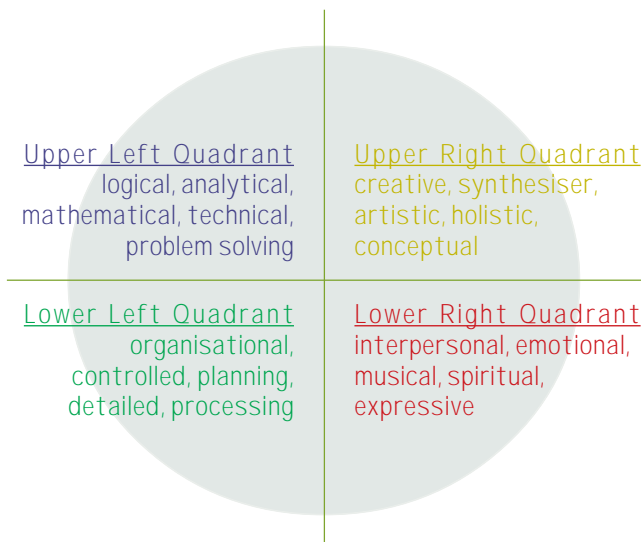 Upper Left Quadrant
logical, analytical,
mathematical, technical,
problem solving
Upper Right Quadrant
creative, synthesiser,
artistic, holistic,
conceptual
Lower Left Quadrant
organisational,
controlled, planning,
detailed, processing
Lower Right Quadrant
interpersonal, emotional,
musical, spiritual,
expressive